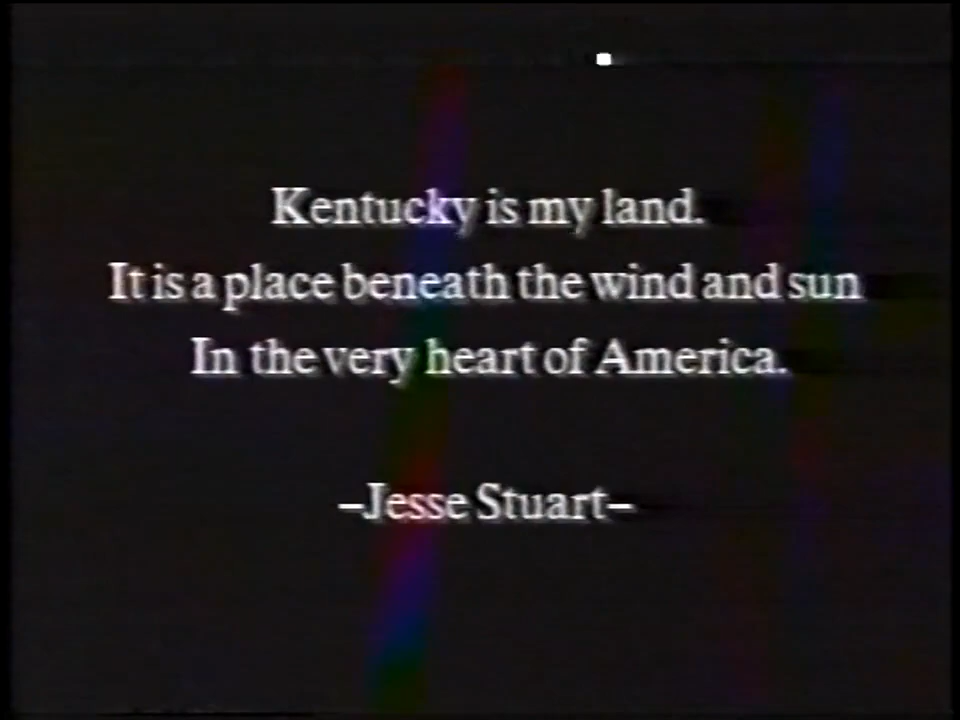 Kentucky is my land.
It is a place beneath the wind and sun
In the very heart of America.
–Jesse Stuart–